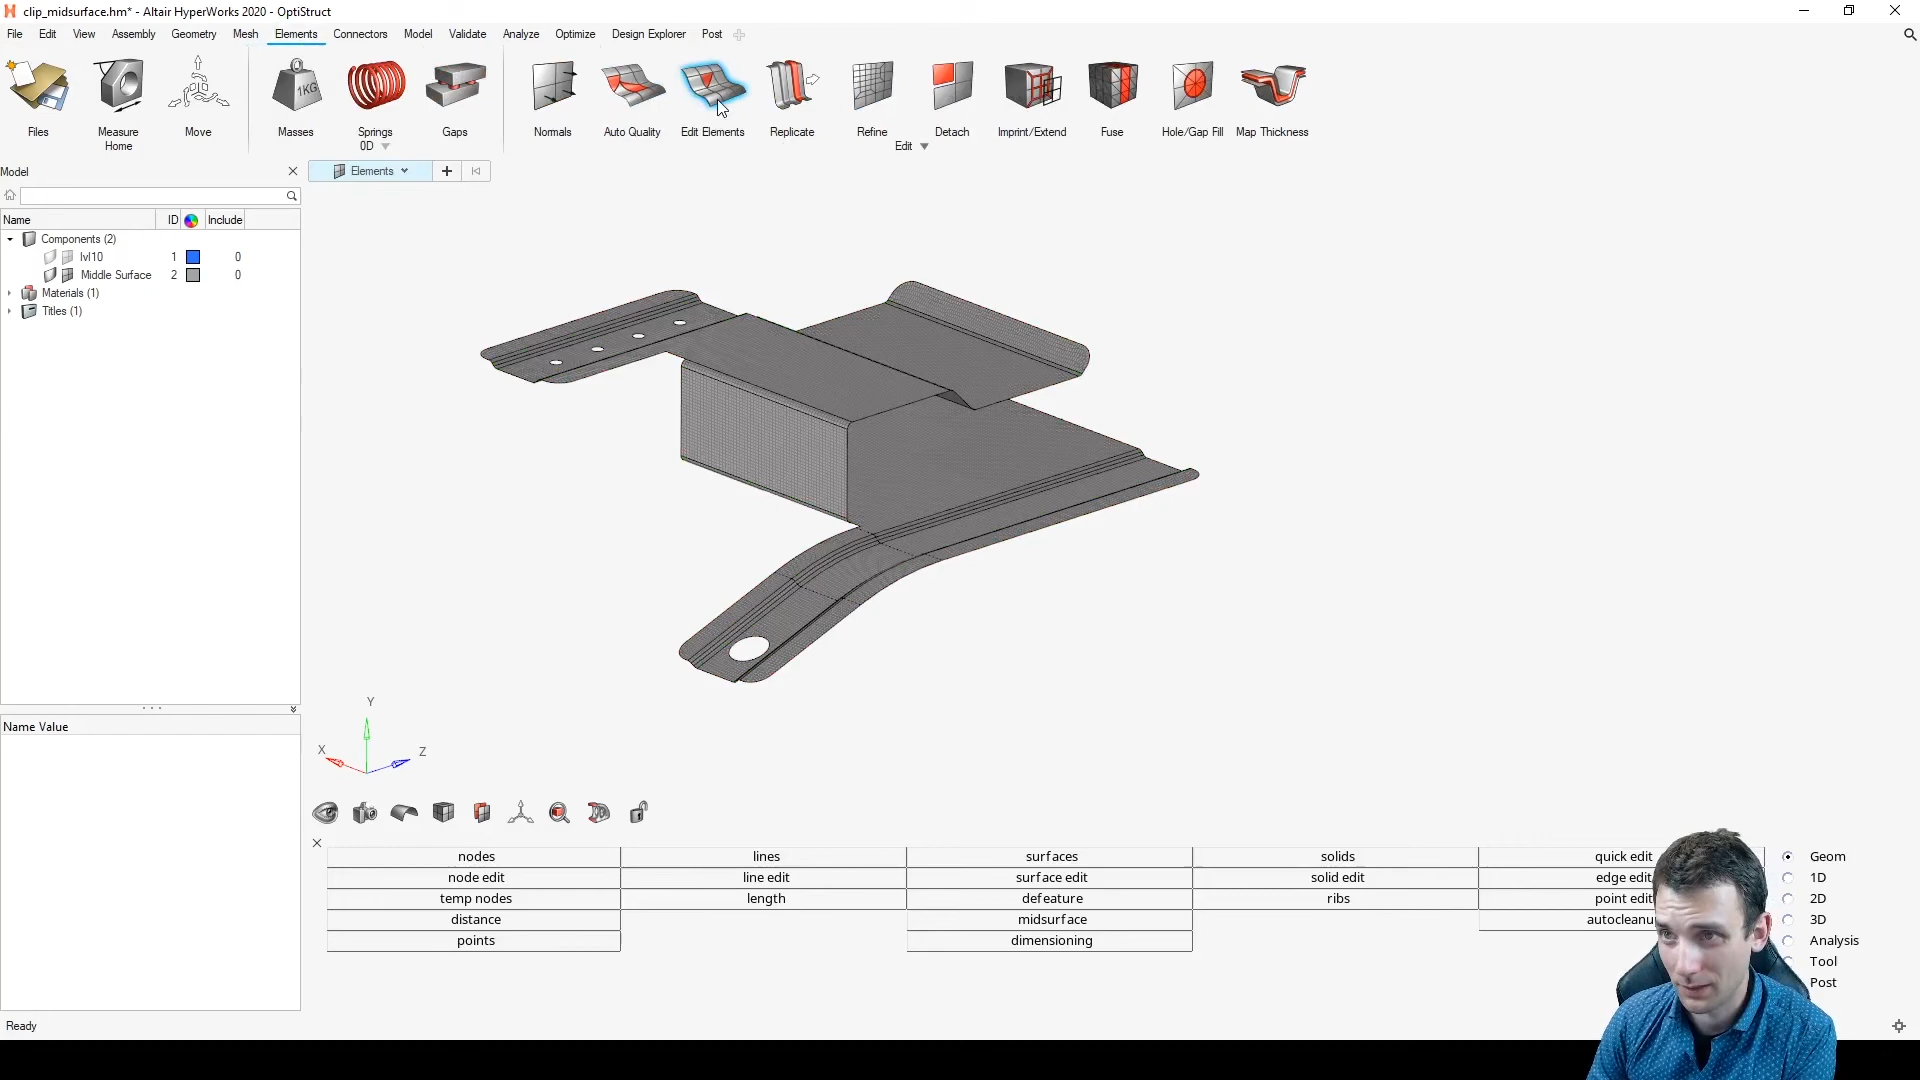 clip_midsurface.hm* - Altair HyperWorks 2020 - OptiStruct
File Edit View Assembly Geometry Mesh Elements Connectors Model Validate Analyze Optimize Design Explorer Post
1KG
Files Measure Move Masses Springs Gaps Normals Auto Quality Edit Elements Replicate Refine Detach Imprint/Extend Fuse Hole/Gap Fill Map Thickness
Home 0D Edit
Model
Elements
Name ID Include
Components (2)
lvl10 1 0
Middle Surface 2 0
Materials (1)
Titles (1)
Name Value
Y
X
Z
nodes lines surfaces solids quick edit Geom
node edit line edit surface edit solid edit edge edit 1D
temp nodes length defeature ribs point edit 2D
distance midsurface autocleanu 3D
points dimensioning Analysis
Tool
Post
Ready